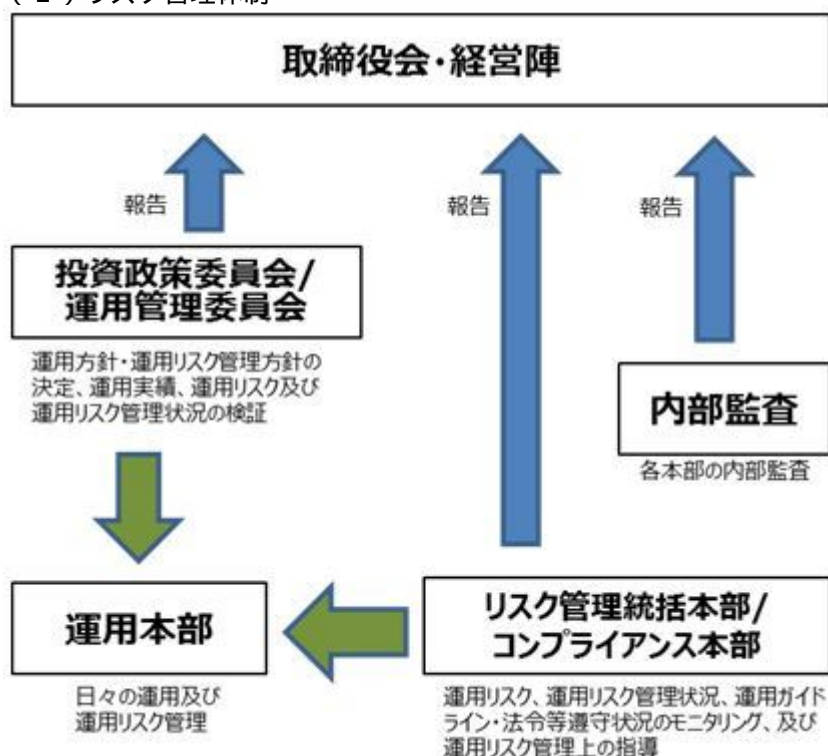 取締役会・経営陣
報告
報告
報告
投資政策委員会/
運用管理委員会
運用方針・運用リスク管理方針の
決定、運用実績、運用リスク及び
運用リスク管理状況の検証
内部監査
各本部の内部監査
運用本部
日々の運用及び
運用リスク管理
リスク管理統括本部/
コンプライアンス本部
運用リスク、運用リスク管理状況、運用ガイド
ライン・法令等遵守状況のモニタリング、及び
運用リスク管理上の指導